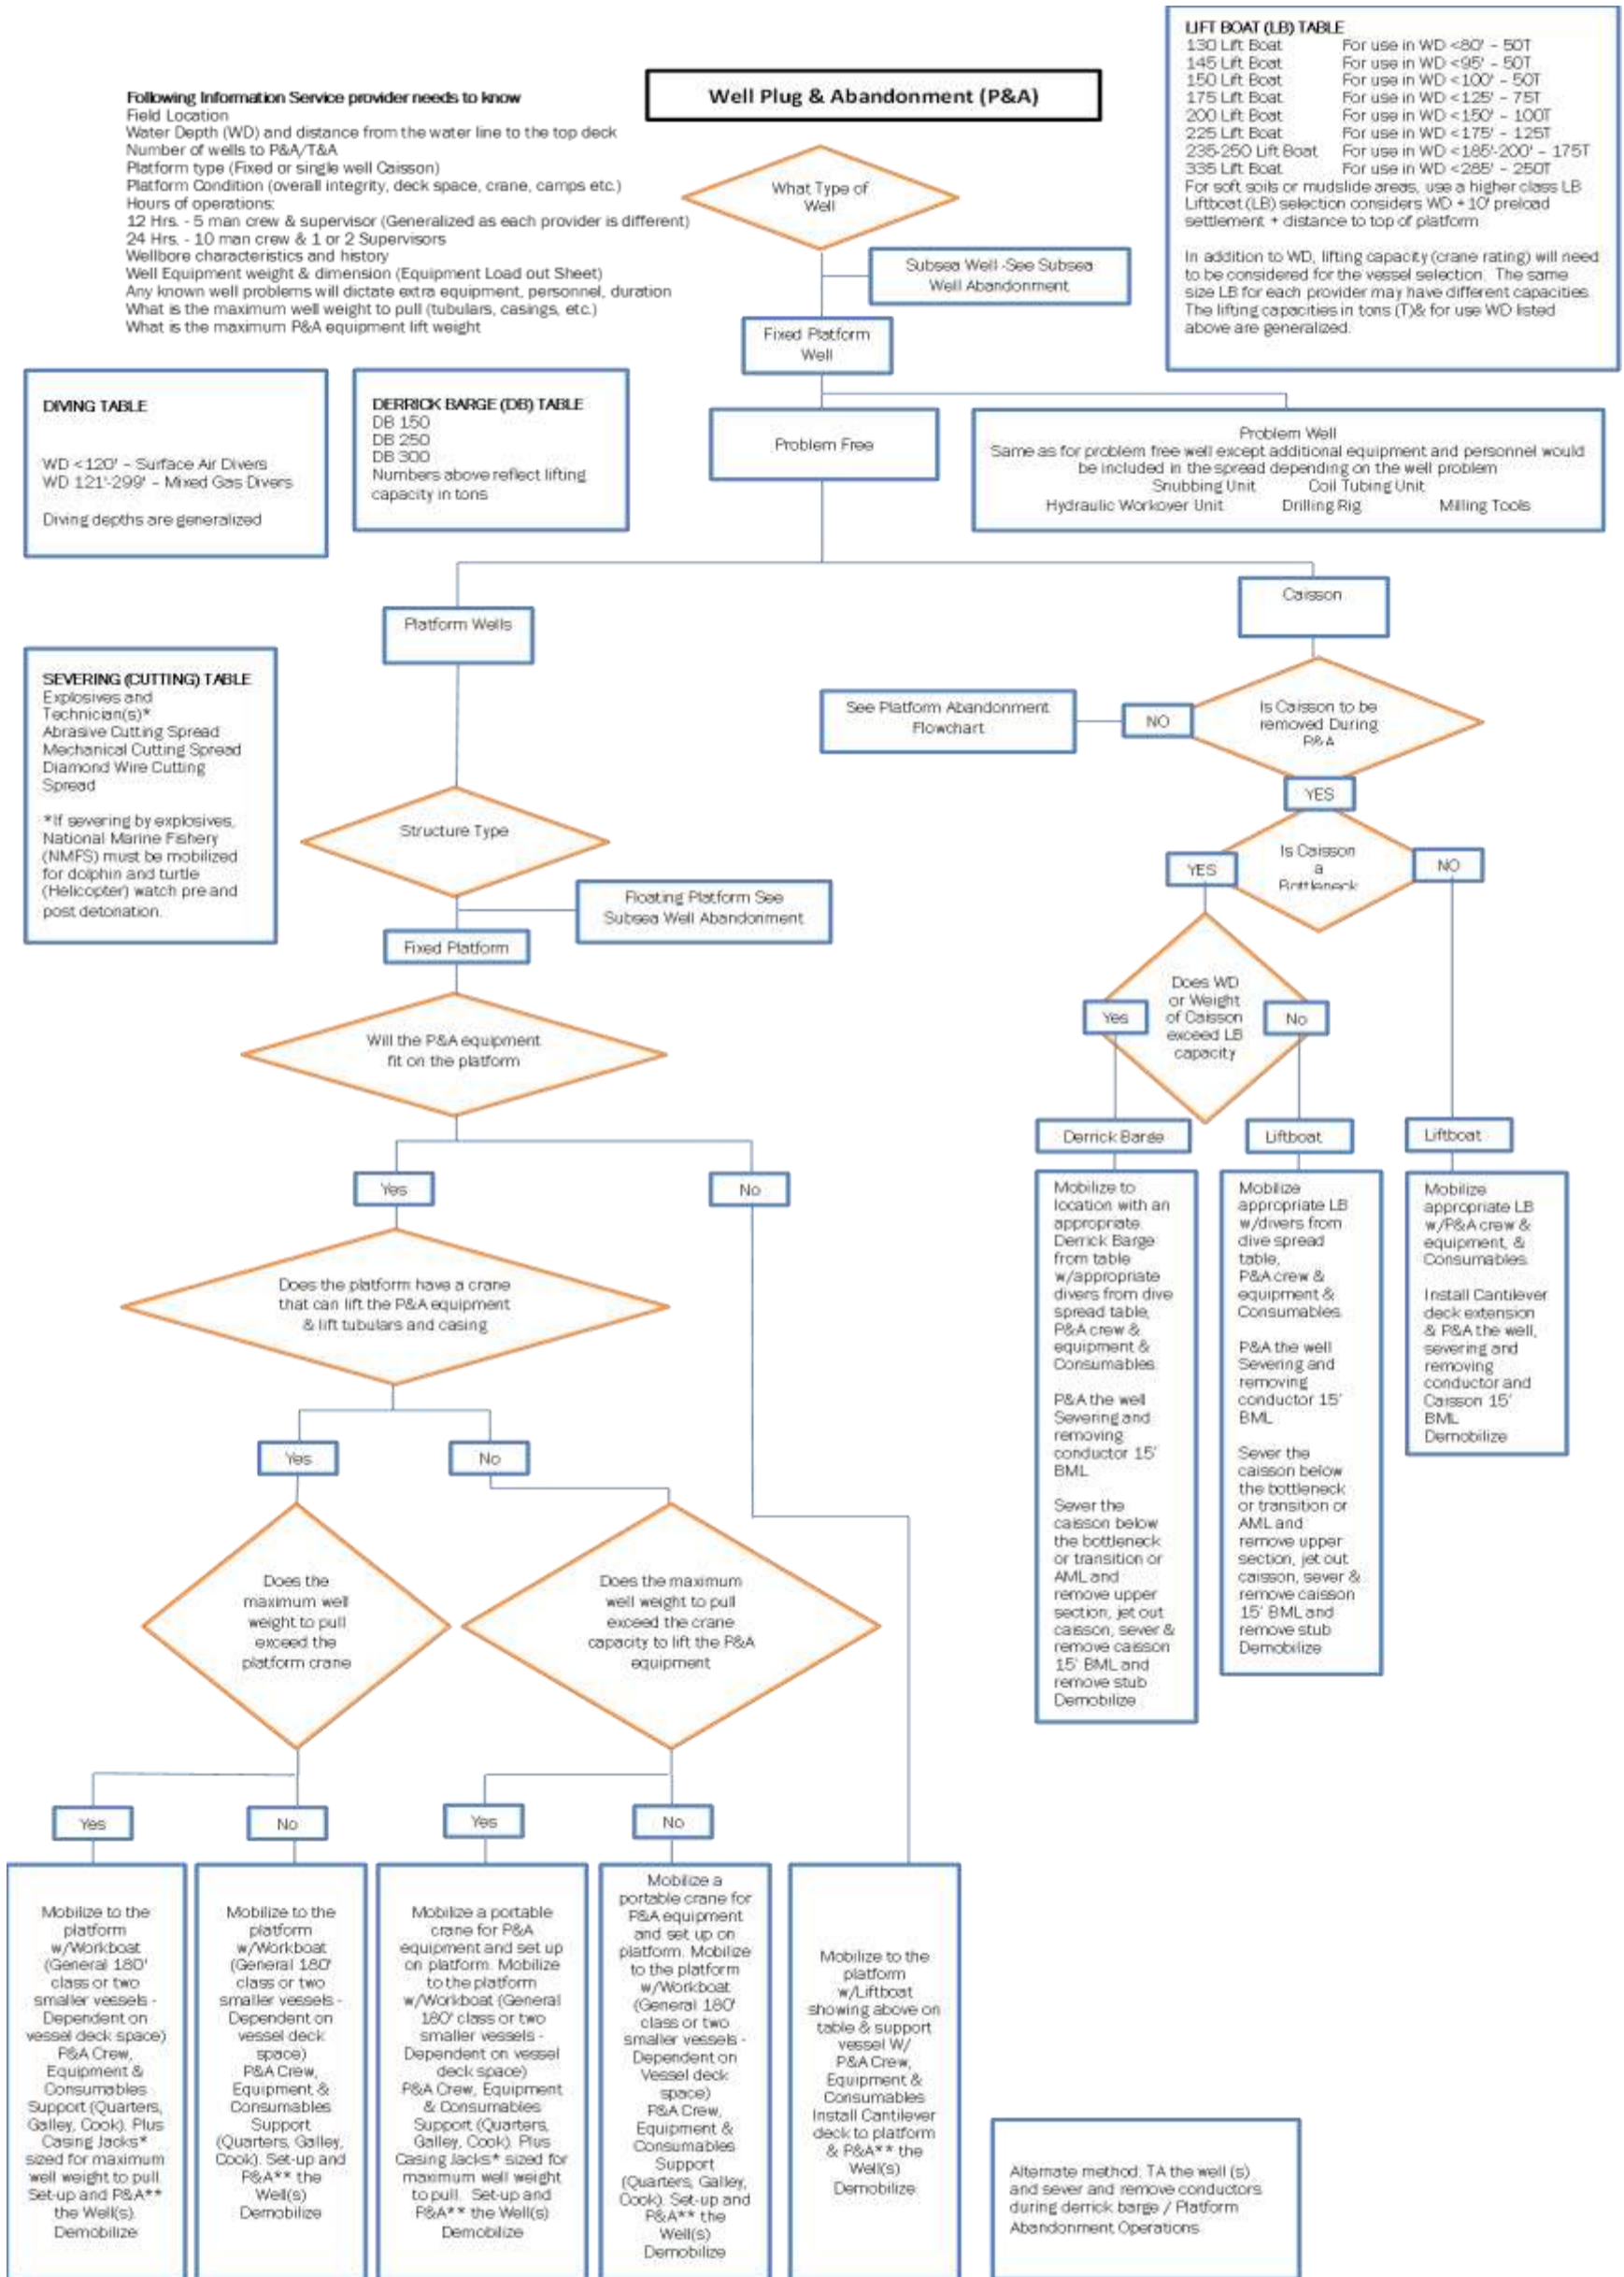 Well Plug & Abandonment (P&A)
Following Information Service provider needs to know
Field Location
Water Depth (WD) and distance from the water line to the top deck
Number of wells to P&A/T&A
Platform type (Fixed or single well Caisson)
Platform Condition (overall integrity, deck space, crane, camps etc.)
Hours of operations:
12 Hrs. - 5 man crew & supervisor (Generalized as each provider is different)
24 Hrs. - 10 man crew & 1 or 2 Supervisors
Wellbore characteristics and history
Well Equipment weight & dimension (Equipment Load out Sheet)
Any known well problems will dictate extra equipment, personnel, duration
What is the maximum well weight to pull (tubulars, casings, etc.)
What is the maximum P&A equipment lift weight
LIFT BOAT (LB) TABLE
130 Lift Boat For use in WD <80' – 50T
145 Lift Boat For use in WD <95' – 50T
150 Lift Boat For use in WD <100' – 50T
175 Lift Boat For use in WD <125' – 75T
200 Lift Boat For use in WD <150' – 100T
225 Lift Boat For use in WD <175' – 125T
235-250 Lift Boat For use in WD <185'-200' – 175T
335 Lift Boat For use in WD <285' – 250T
For soft soils or mudslide areas, use a higher class LB
Liftboat (LB) selection considers WD + 10' preload
settlement + distance to top of platform
In addition to WD, lifting capacity (crane rating) will need
to be considered for the vessel selection. The same
size LB for each provider may have different capacities.
The lifting capacities in tons (T)& for use WD listed
above are generalized.
What Type of
Well
Subsea Well -See Subsea
Well Abandonment
Fixed Platform
Well
DIVING TABLE
WD <120' – Surface Air Divers
WD 121'-299' – Mixed Gas Divers
Diving depths are generalized
DERRICK BARGE (DB) TABLE
DB 150
DB 250
DB 300
Numbers above reflect lifting
capacity in tons
Problem Free
Problem Well
Same as for problem free well except additional equipment and personnel would
be included in the spread depending on the well problem
Snubbing Unit Coil Tubing Unit
Hydraulic Workover Unit Drilling Rig Milling Tools
Platform Wells
Caisson
SEVERING (CUTTING) TABLE
Explosives and
Technician(s)*
Abrasive Cutting Spread
Mechanical Cutting Spread
Diamond Wire Cutting
Spread
*If severing by explosives,
National Marine Fishery
(NMFS) must be mobilized
for dolphin and turtle
(Helicopter) watch pre and
post detonation.
See Platform Abandonment
Flowchart
NO
Is Caisson to be
removed During
P&A
YES
Structure Type
YES
Is Caisson
a
Bottleneck
NO
Floating Platform See
Subsea Well Abandonment
Fixed Platform
Does WD
or Weight
of Caisson
exceed LB
capacity
Yes
No
Will the P&A equipment
fit on the platform
Derrick Barge
Liftboat
Liftboat
Yes
No
Mobilize to
location with an
appropriate
Derrick Barge
from table
w/appropriate
divers from dive
spread table,
P&A crew &
equipment &
Consumables
P&A the well
Severing and
removing
conductor 15'
BML
Sever the
caisson below
the bottleneck
or transition or
AML and
remove upper
section, jet out
caisson, sever &
remove caisson
15' BML and
remove stub
Demobilize
Mobilize
appropriate LB
w/divers from
dive spread
table,
P&A crew &
equipment &
Consumables
P&A the well
Severing and
removing
conductor 15'
BML
Sever the
caisson below
the bottleneck
or transition or
AML and
remove upper
section, jet out
caisson, sever &
remove caisson
15' BML and
remove stub
Demobilize
Mobilize
appropriate LB
w/P&A crew &
equipment, &
Consumables.
Install Cantilever
deck extension
& P&A the well,
severing and
removing
conductor and
Caisson 15'
BML
Demobilize
Does the platform have a crane
that can lift the P&A equipment
& lift tubulars and casing
Yes
No
Does the
maximum well
weight to pull
exceed the
platform crane
Does the maximum
well weight to pull
exceed the crane
capacity to lift the P&A
equipment
Yes
No
Yes
No
Mobilize to the
platform
w/Workboat
(General 180'
class or two
smaller vessels -
Dependent on
vessel deck space)
P&A Crew,
Equipment &
Consumables
Support (Quarters,
Galley, Cook). Plus
Casing Jacks*
sized for maximum
well weight to pull.
Set-up and P&A**
the Well(s).
Demobilize
Mobilize to the
platform
w/Workboat
(General 180'
class or two
smaller vessels -
Dependent on
vessel deck
space)
P&A Crew,
Equipment &
Consumables
Support
(Quarters, Galley,
Cook). Set-up and
P&A** the
Well(s)
Demobilize
Mobilize a portable
crane for P&A
equipment and set up
on platform. Mobilize
to the platform
w/Workboat (General
180' class or two
smaller vessels -
Dependent on vessel
deck space)
P&A Crew, Equipment
& Consumables
Support (Quarters,
Galley, Cook). Plus
Casing Jacks* sized for
maximum well weight
to pull. Set-up and
P&A** the Well(s)
Demobilize
Mobilize a
portable crane for
P&A equipment
and set up on
platform. Mobilize
to the platform
w/Workboat
(General 180'
class or two
smaller vessels -
Dependent on
Vessel deck
space)
P&A Crew,
Equipment &
Consumables
Support
(Quarters, Galley,
Cook). Set-up and
P&A** the
Well(s)
Demobilize
Mobilize to the
platform
w/Liftboat
showing above on
table & support
vessel W/
P&A Crew,
Equipment &
Consumables
Install Cantilever
deck to platform
& P&A** the
Well(s)
Demobilize
Alternate method: TA the well (s)
and sever and remove conductors
during derrick barge / Platform
Abandonment Operations